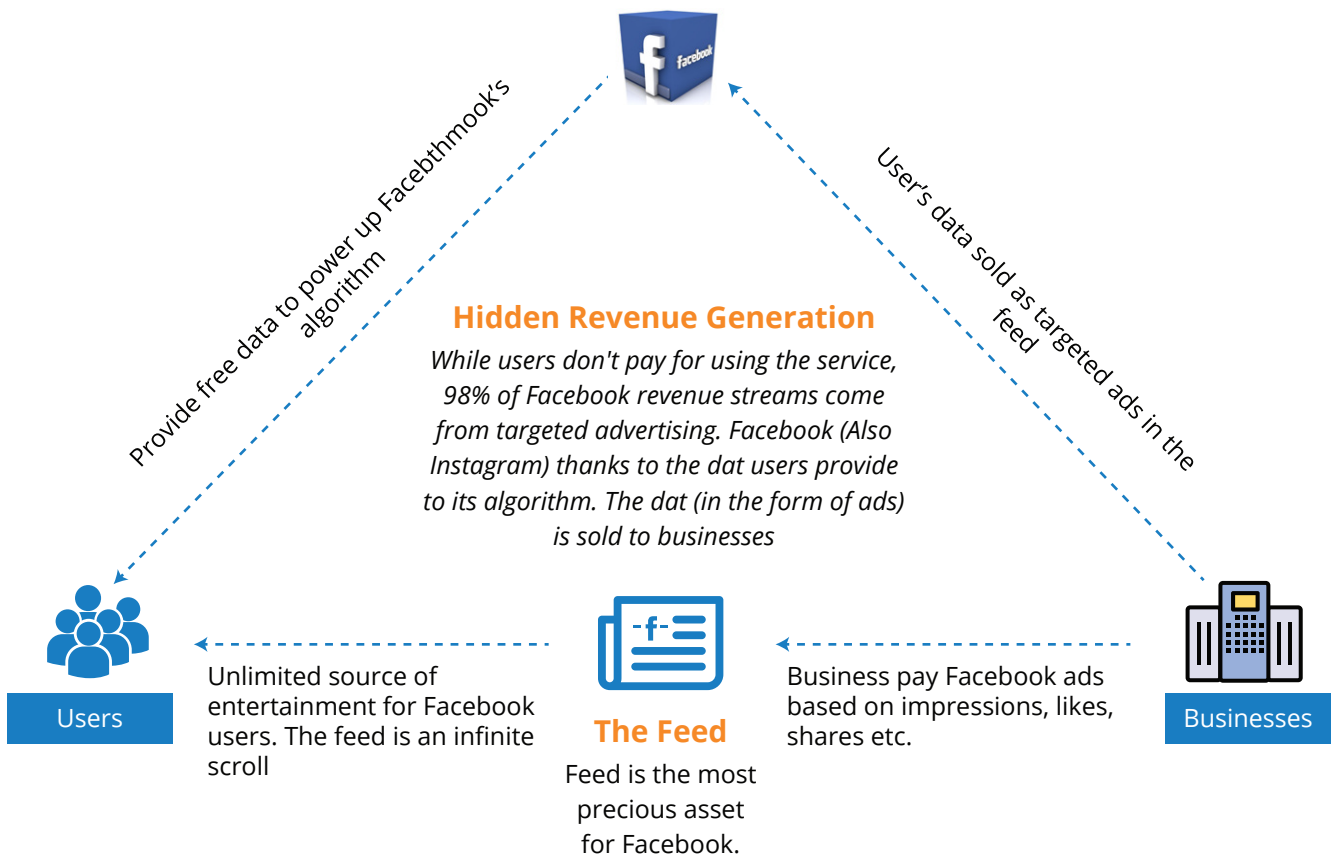 f
facebook
Provide free data to power up Facebthmook's
algorithm
User's data sold as targeted ads in the
feed
Hidden Revenue Generation
While users don't pay for using the service,
98% of Facebook revenue streams come
from targeted advertising. Facebook (Also
Instagram) thanks to the dat users provide
to its algorithm. The dat (in the form of ads)
is sold to businesses
Users
Unlimited source of
entertainment for Facebook
users. The feed is an infinite
scroll
-f-
The Feed
Feed is the most
precious asset
for Facebook.
Business pay Facebook ads
based on impressions, likes,
shares etc.
Businesses